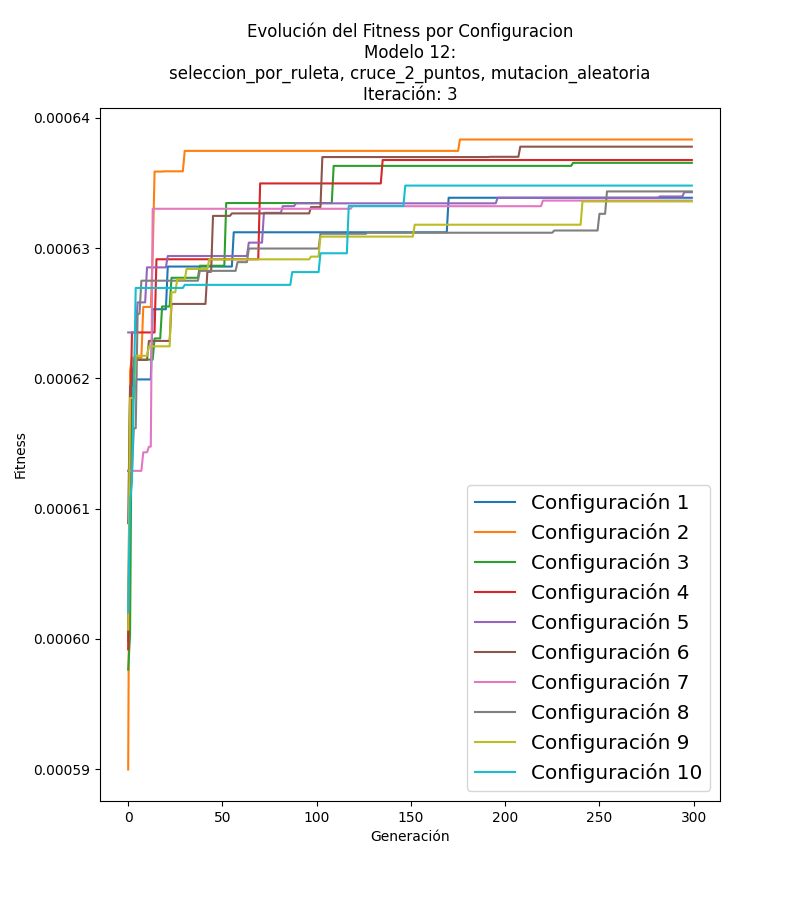 Evolución del Fitness por Configuracion
Modelo 12:
seleccion_por_ruleta, cruce_2_puntos, mutacion_aleatoria
Iteración: 3
0.00064
0.00063
0.00062
0.00061
0.00060
0.00059
Fitness
Configuración 1
Configuración 2
Configuración 3
Configuración 4
Configuración 5
Configuración 6
Configuración 7
Configuración 8
Configuración 9
Configuración 10
0 50 100 150 200 250 300
Generación